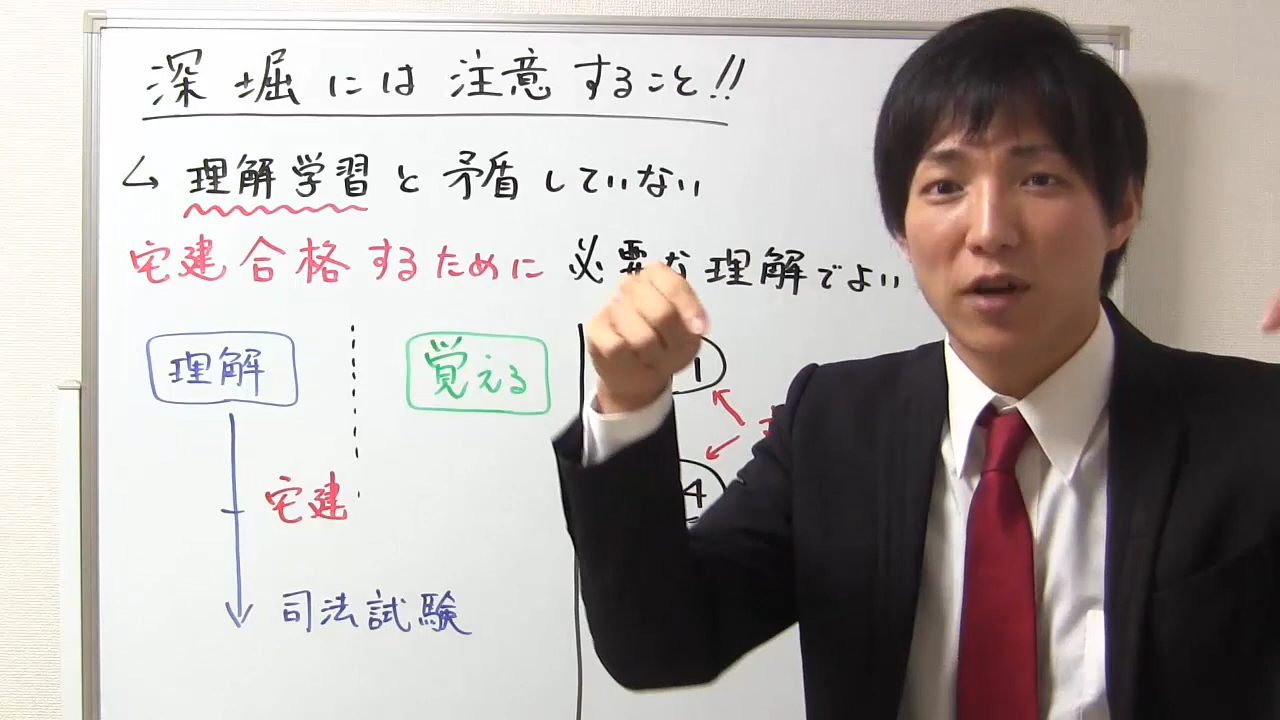 深堀には注意すること!!
↳ 理解学習と矛盾していない
宅建合格するために必要な理解でよい
理解
覚える
1
宅建
4
司法試験